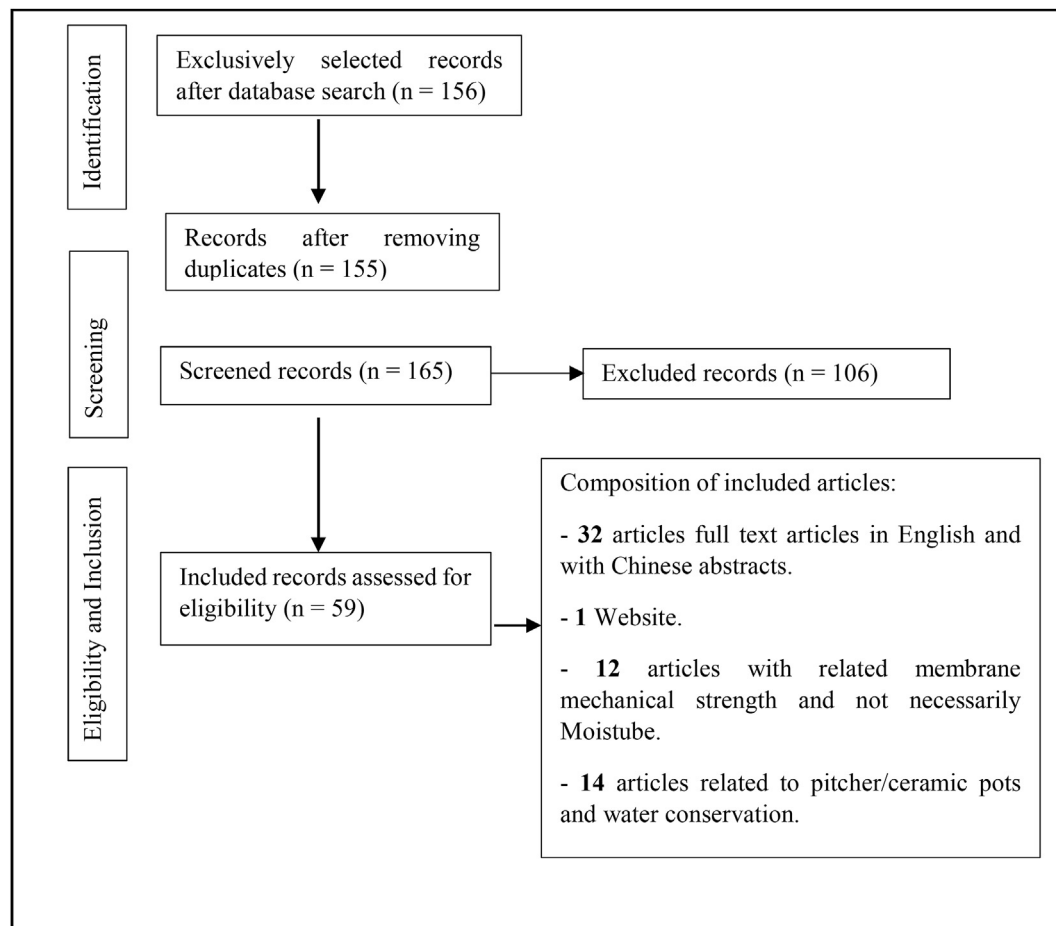 Identification
Exclusively selected records
after database search (n = 156)
Records after removing
duplicates (n = 155)
Screening
Screened records (n = 165)
Excluded records (n = 106)
Eligibility and Inclusion
Included records assessed for
eligibility (n = 59)
Composition of included articles:
- 32 articles full text articles in English and
with Chinese abstracts.
- 1 Website.
- 12 articles with related membrane
mechanical strength and not necessarily
Moistube.
- 14 articles related to pitcher/ceramic pots
and water conservation.